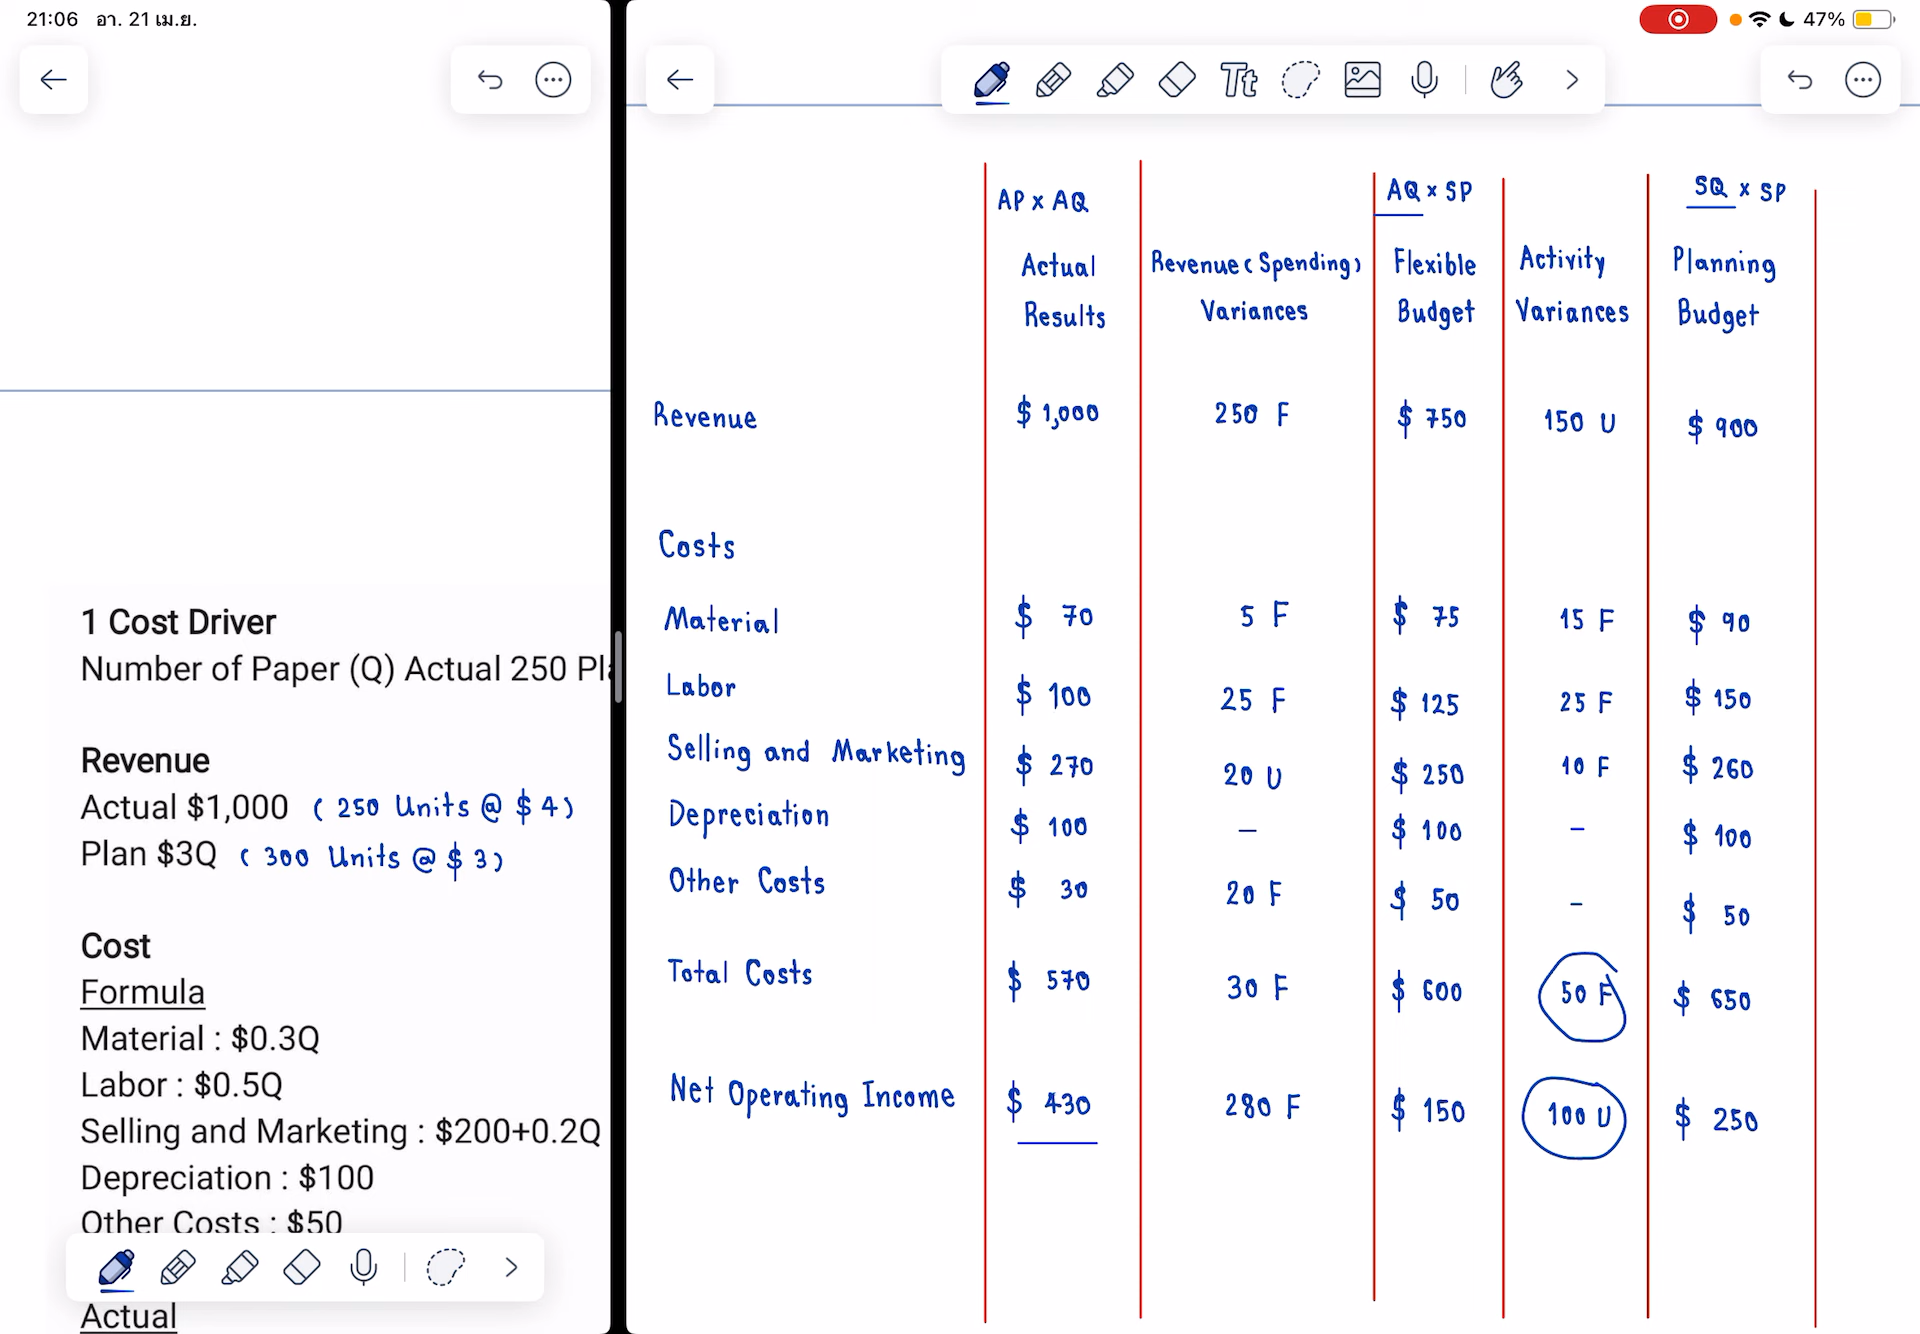 21:06 อา. 21 เม.ย.
47%
Tt
1 Cost Driver
Number of Paper (Q) Actual 250
Revenue
Actual $1,000 ( 250 Units @ $ 4 )
Plan $3Q ( 300 Units @ $ 3 )
Cost
Formula
Material : $0.3Q
Labor : $0.5Q
Selling and Marketing : $200+0.2Q
Depreciation : $100
Other Costs : $50
Actual
AP x AQ AQ x SP SQ x SP
Actual Revenue ( Spending ) Flexible Activity Planning
Results Variances Budget Variances Budget
Revenue $ 1,000 250 F $ 750 150 U $ 900
Costs
Material $ 70 5 F $ 75 15 F $ 90
Labor $ 100 25 F $ 125 25 F $ 150
Selling and Marketing $ 270 20 U $ 250 10 F $ 260
Depreciation $ 100 – $ 100 – $ 100
Other Costs $ 30 20 F $ 50 – $ 50
Total Costs $ 570 30 F $ 600 50 F $ 650
Net Operating Income $ 430 280 F $ 150 100 U $ 250